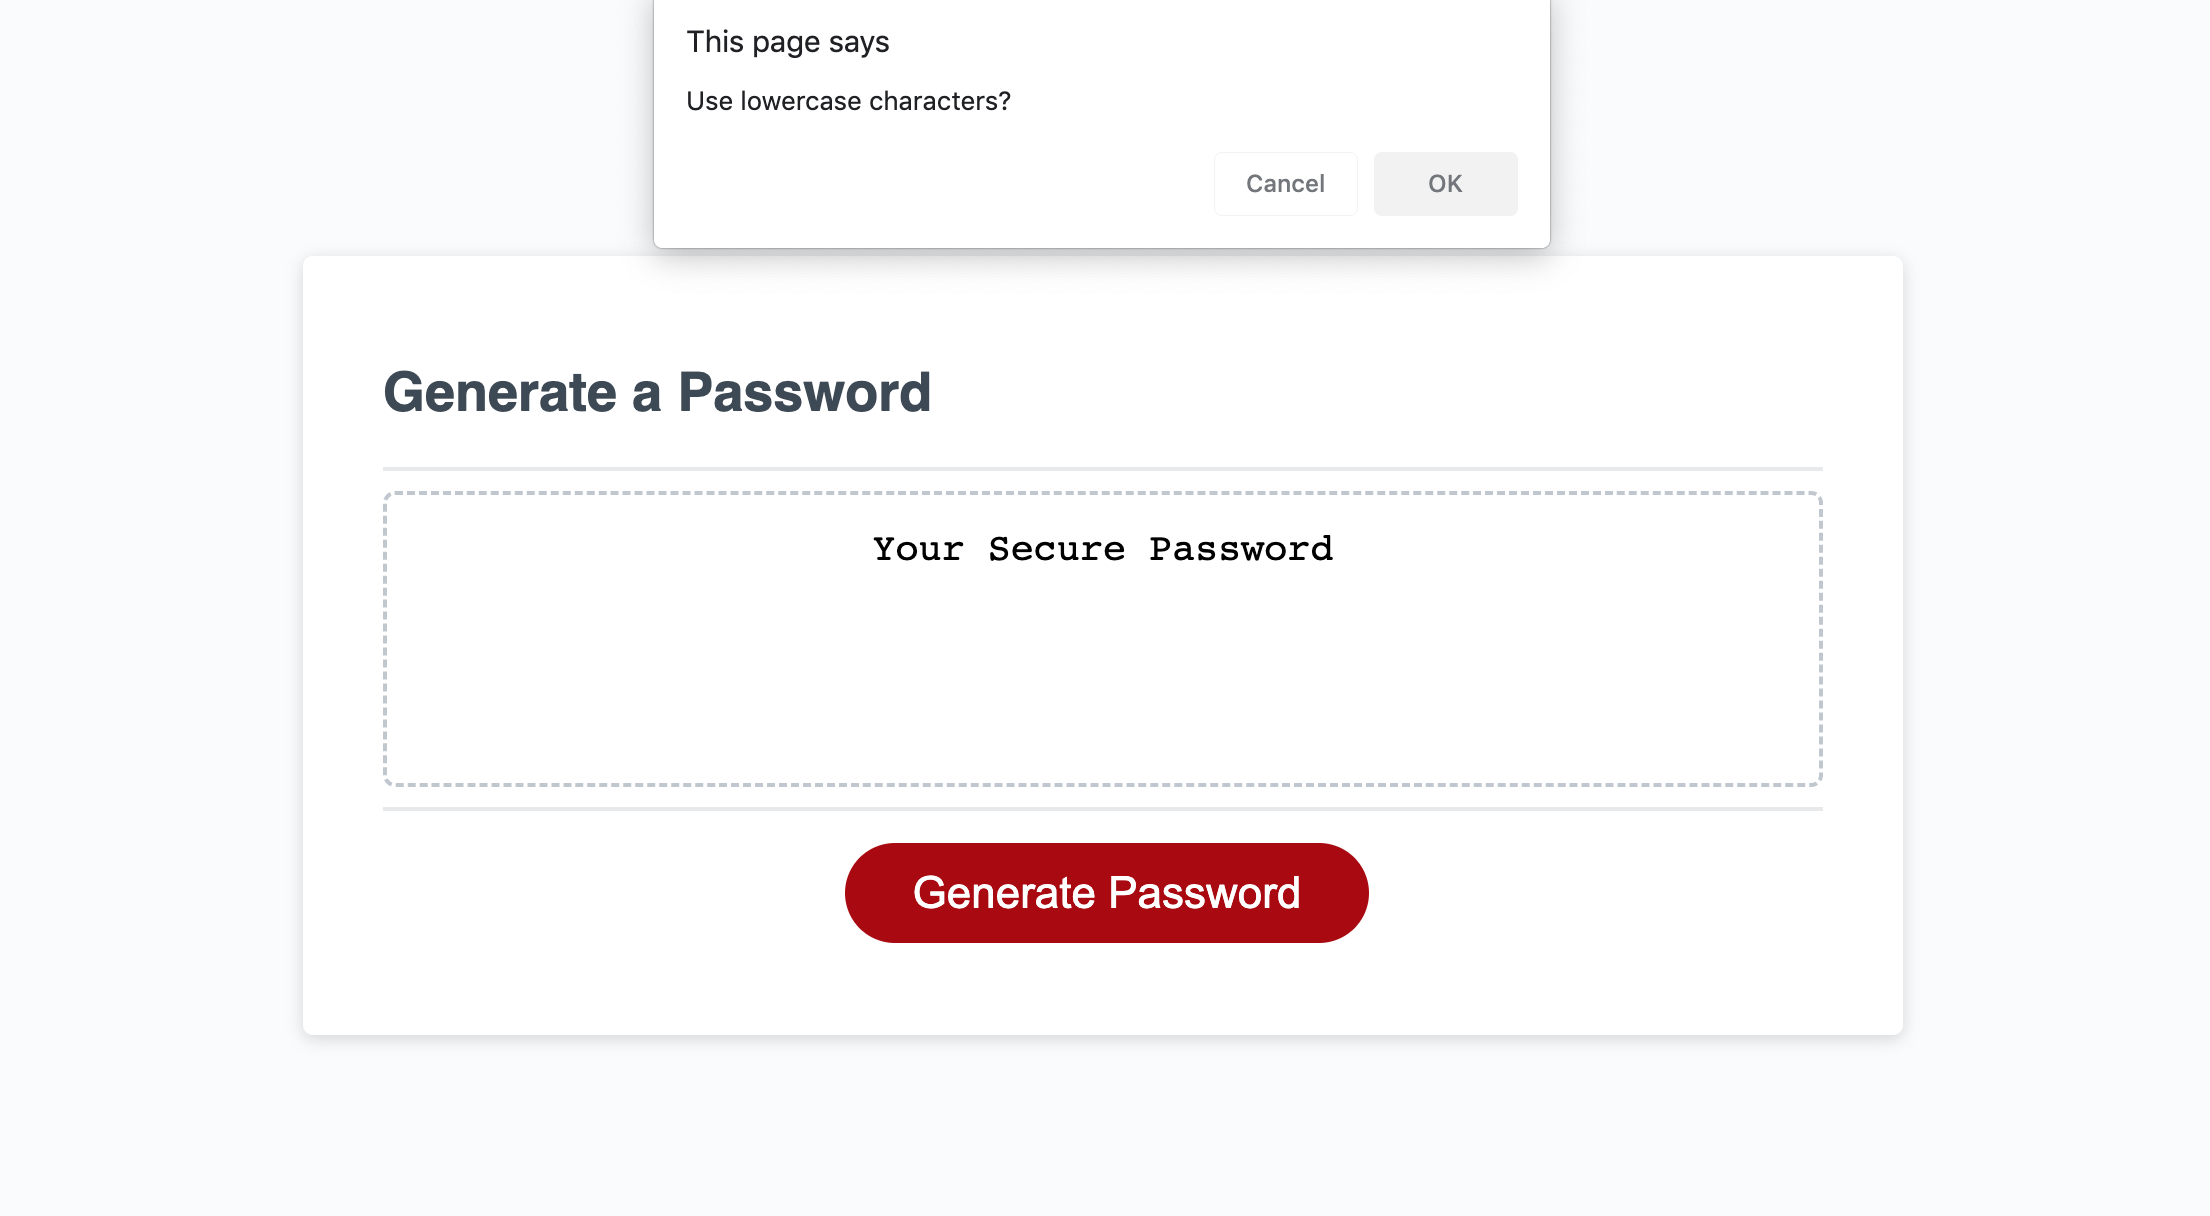 This page says
Use lowercase characters?
Cancel
OK
Generate a Password
Your Secure Password
Generate Password